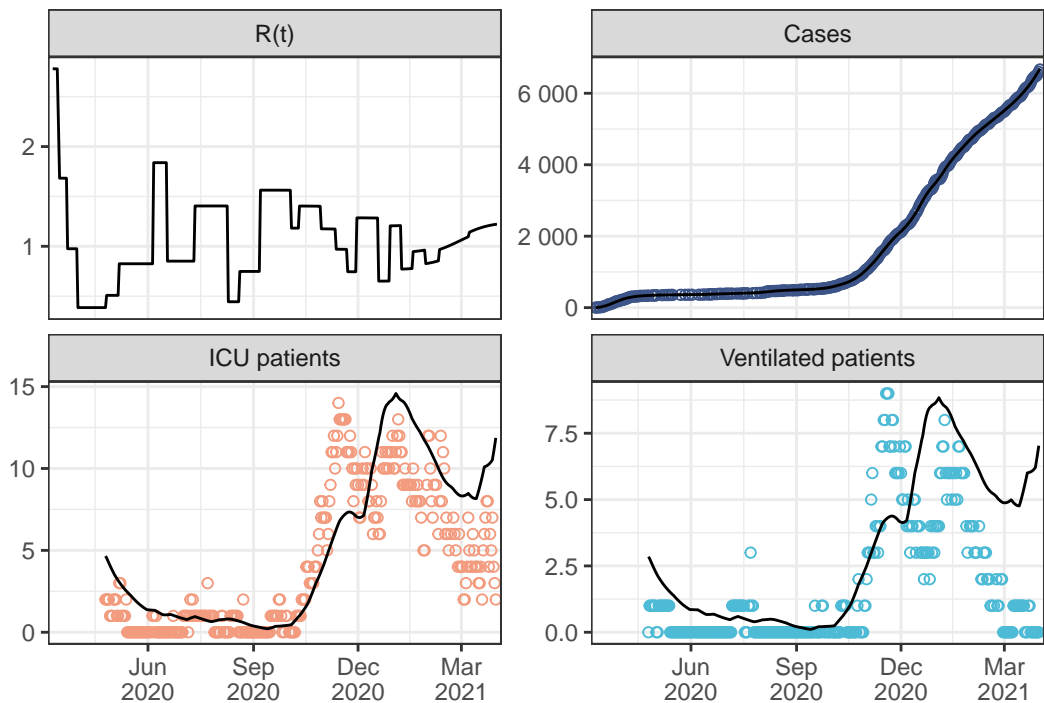 R(t)
Cases
2
1
6 000
4 000
2 000
0
ICU patients
Ventilated patients
15
10
5
0
7.5
5.0
2.5
0.0
Jun Sep Dec Mar
2020 2020 2020 2021
Jun Sep Dec Mar
2020 2020 2020 2021